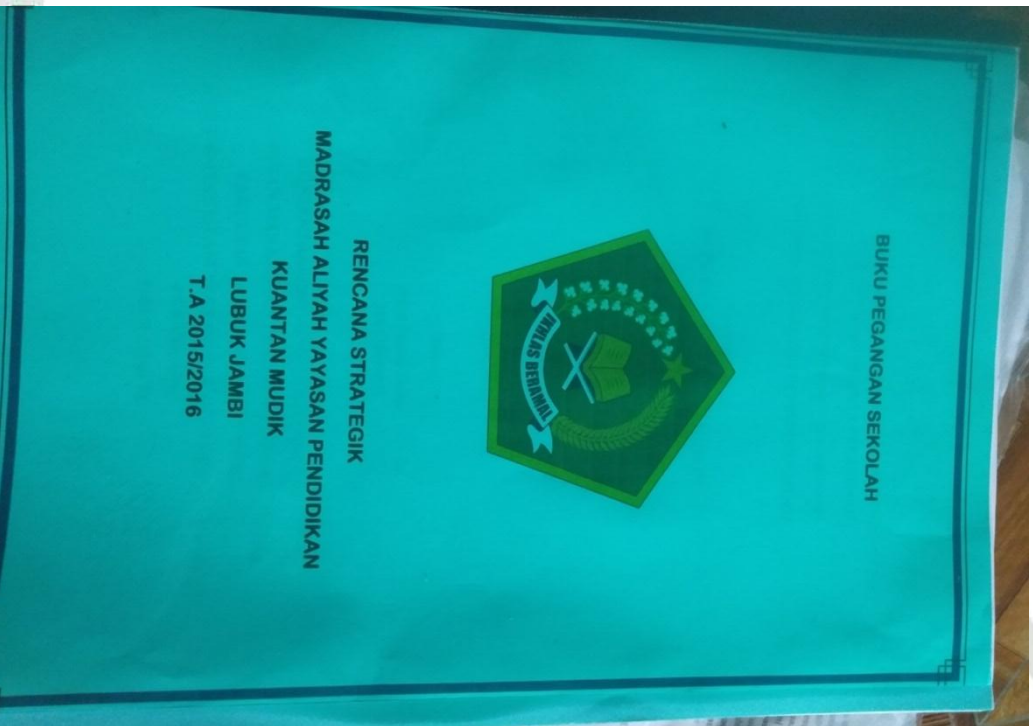 BUKU PEGANGAN SEKOLAH
IKHLAS BERAMAL
RENCANA STRATEGIK
MADRASAH ALIYAH YAYASAN PENDIDIKAN
KUANTAN MUDIK
LUBUK JAMBI
T.A 2015/2016